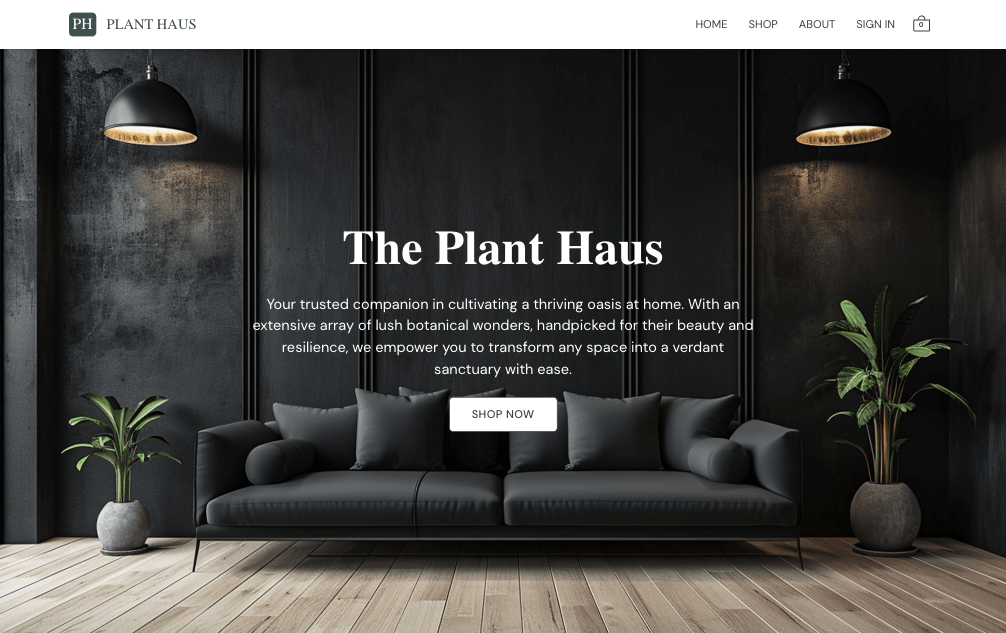 PH PLANT HAUS HOME SHOP ABOUT SIGN IN 0
The Plant Haus
Your trusted companion in cultivating a thriving oasis at home. With an
extensive array of lush botanical wonders, handpicked for their beauty and
resilience, we empower you to transform any space into a verdant
sanctuary with ease.
SHOP NOW